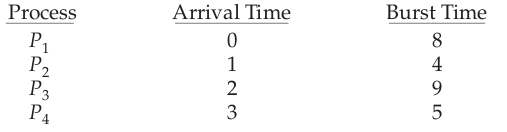 Process Arrival Time Burst Time
P1 0 8
P2 1 4
P3 2 9
P4 3 5